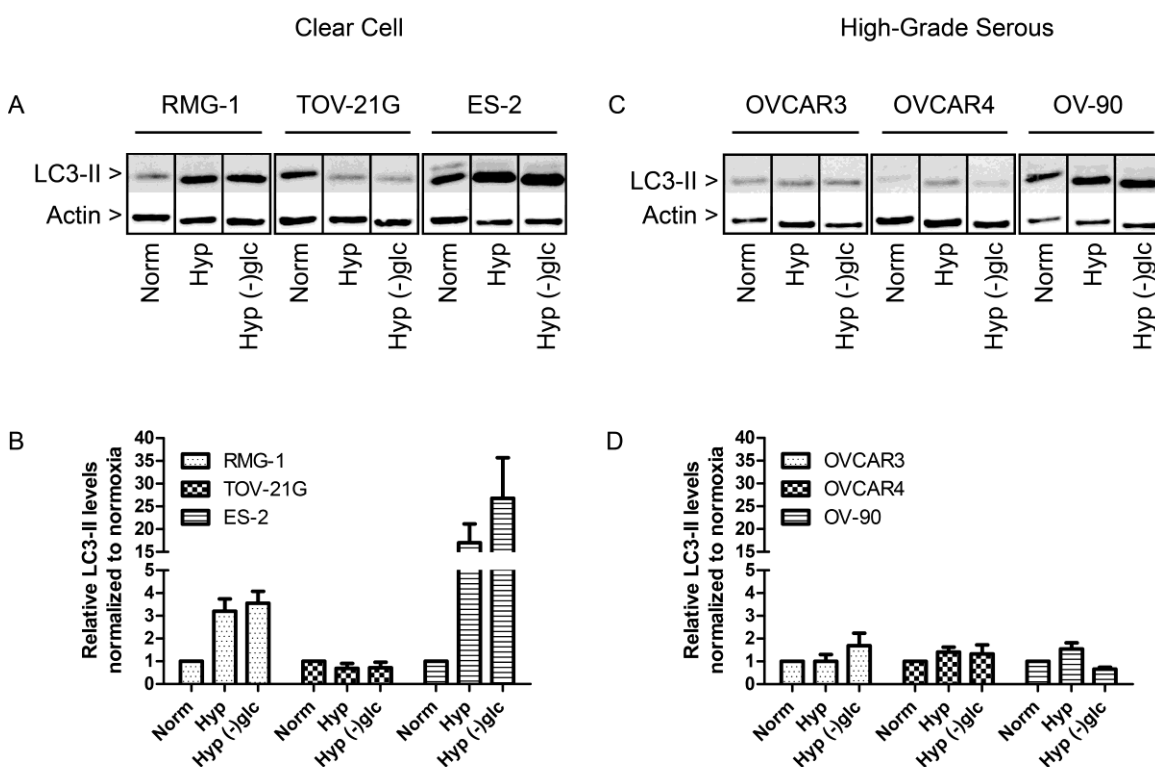 Clear Cell
High-Grade Serous
A
RMG-1 TOV-21G ES-2
LC3-II >
Actin >
Norm Hyp Hyp (-)glc Norm Hyp Hyp (-)glc Norm Hyp Hyp (-)glc
C
OVCAR3 OVCAR4 OV-90
LC3-II >
Actin >
Norm Hyp Hyp (-)glc Norm Hyp Hyp (-)glc Norm Hyp Hyp (-)glc
B
Relative LC3-II levels
normalized to normoxia
40
35
30
25
20
15
5
4
3
2
1
0
RMG-1
TOV-21G
ES-2
Norm Hyp Hyp (-)glc Norm Hyp Hyp (-)glc Norm Hyp Hyp (-)glc
D
Relative LC3-II levels
normalized to normoxia
40
35
30
25
20
15
5
4
3
2
1
0
OVCAR3
OVCAR4
OV-90
Norm Hyp Hyp (-)glc Norm Hyp Hyp (-)glc Norm Hyp Hyp (-)glc